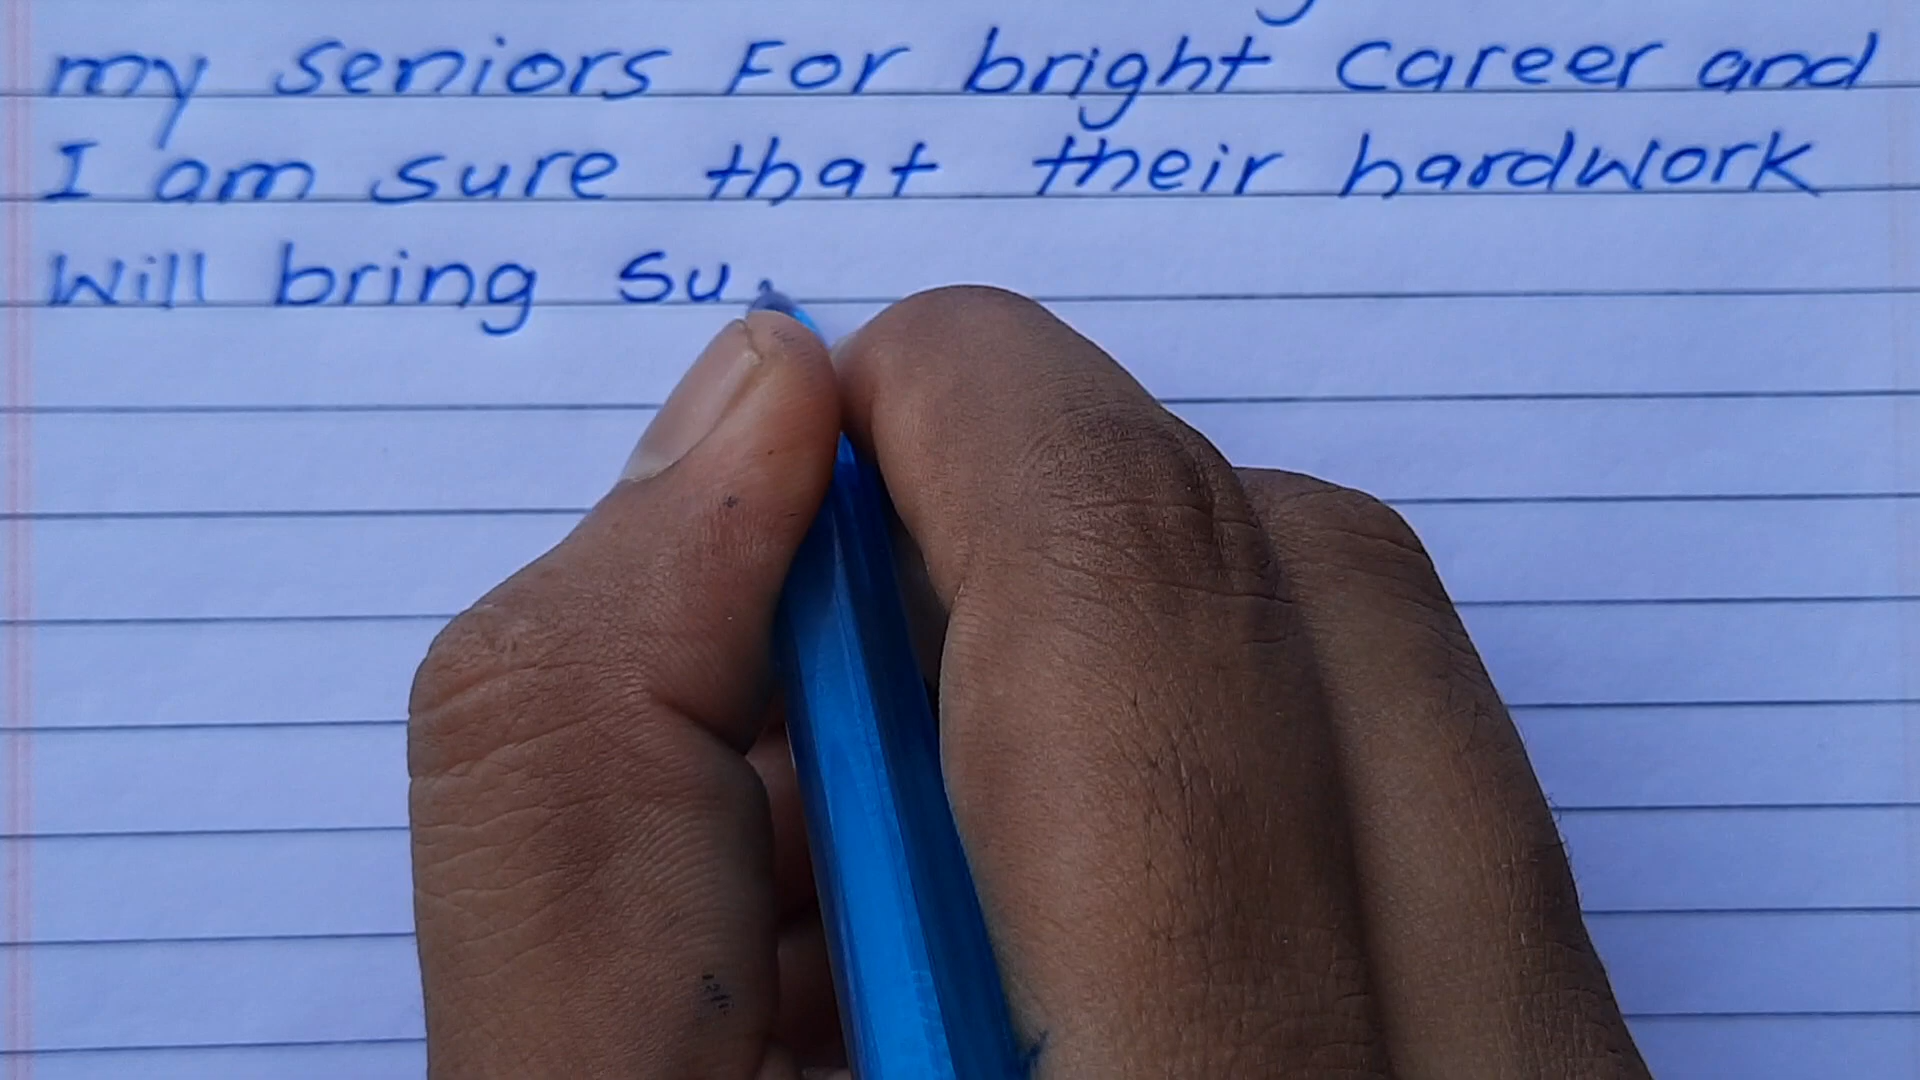 my seniors For bright career and
I am sure that their hardwork
Will bring su